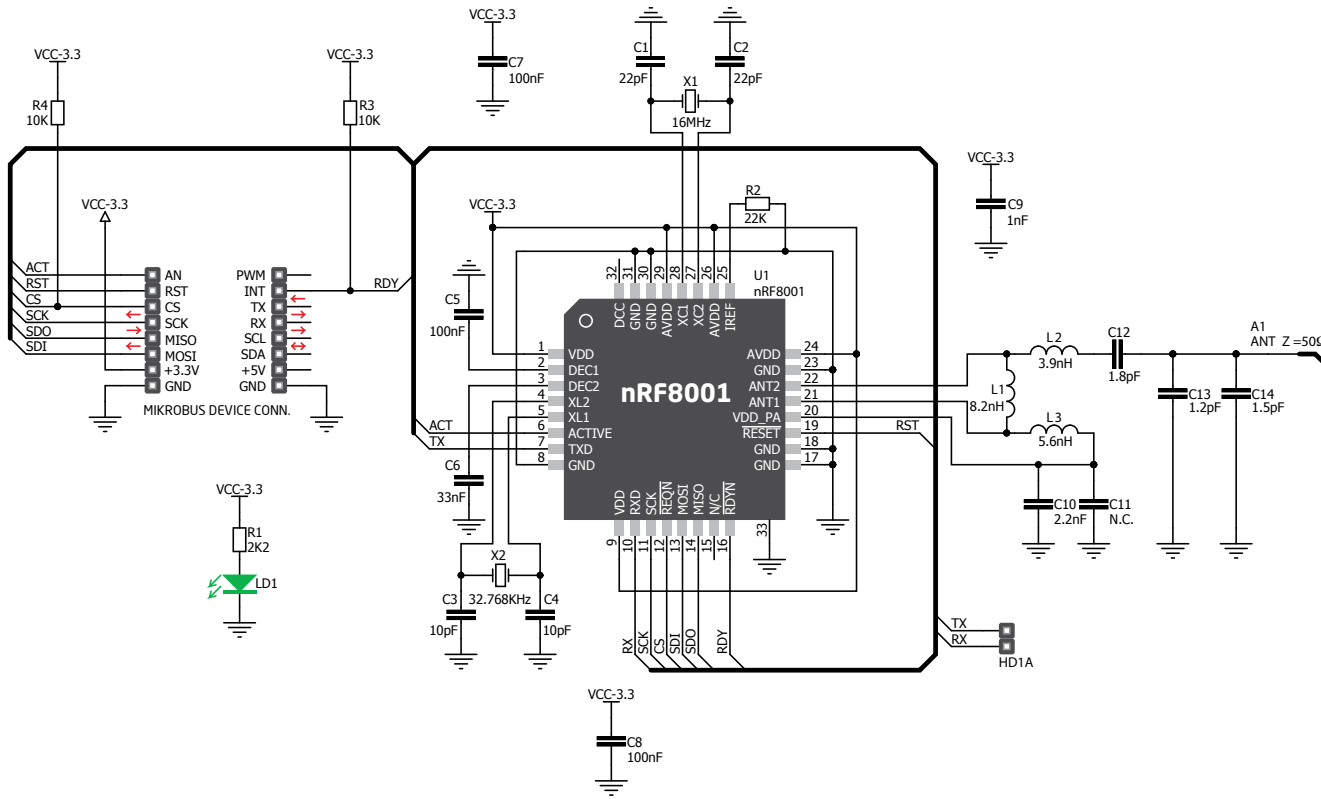 VCC-3.3
C7
100nF
C1
22pF
C2
22pF
X1
16MHz
VCC-3.3
R4
10K
VCC-3.3
R3
10K
VCC-3.3
C9
1nF
VCC-3.3
ACT
RST
CS
SCK
SDO
SDI
AN
RST
CS
SCK
MISO
MOSI
+3.3V
GND
PWM
INT
TX
RX
SCL
SDA
+5V
GND
RDY
MIKROBUS DEVICE CONN.
VCC-3.3
R2
22K
C5
100nF
C6
33nF
ACT
TX
U1
nRF8001
32
31
30
29
28
27
26
25
DCC
GND
GND
AVDD
XC1
XC2
AVDD
IREF
1 VDD
2 DEC1
3 DEC2
4 XL2
5 XL1
6 ACTIVE
7 TXD
8 GND
nRF8001
AVDD 24
GND 23
ANT2 22
ANT1 21
VDD_PA 20
RESET 19
GND 18
GND 17
RST
VDD
RXD
SCK
REQN
MOSI
MISO
N/C
RDYN
9
10
11
12
13
14
15
16
33
L1
8.2nH
L2
3.9nH
L3
5.6nH
C12
1.8pF
A1
ANT Z =50Ω
C13
1.2pF
C14
1.5pF
C10
2.2nF
C11
N.C.
VCC-3.3
R1
2K2
LD1
X2
32.768KHz
C3
10pF
C4
10pF
RX
SCK
CS
SDI
SDO
RDY
TX
RX
HD1A
VCC-3.3
C8
100nF